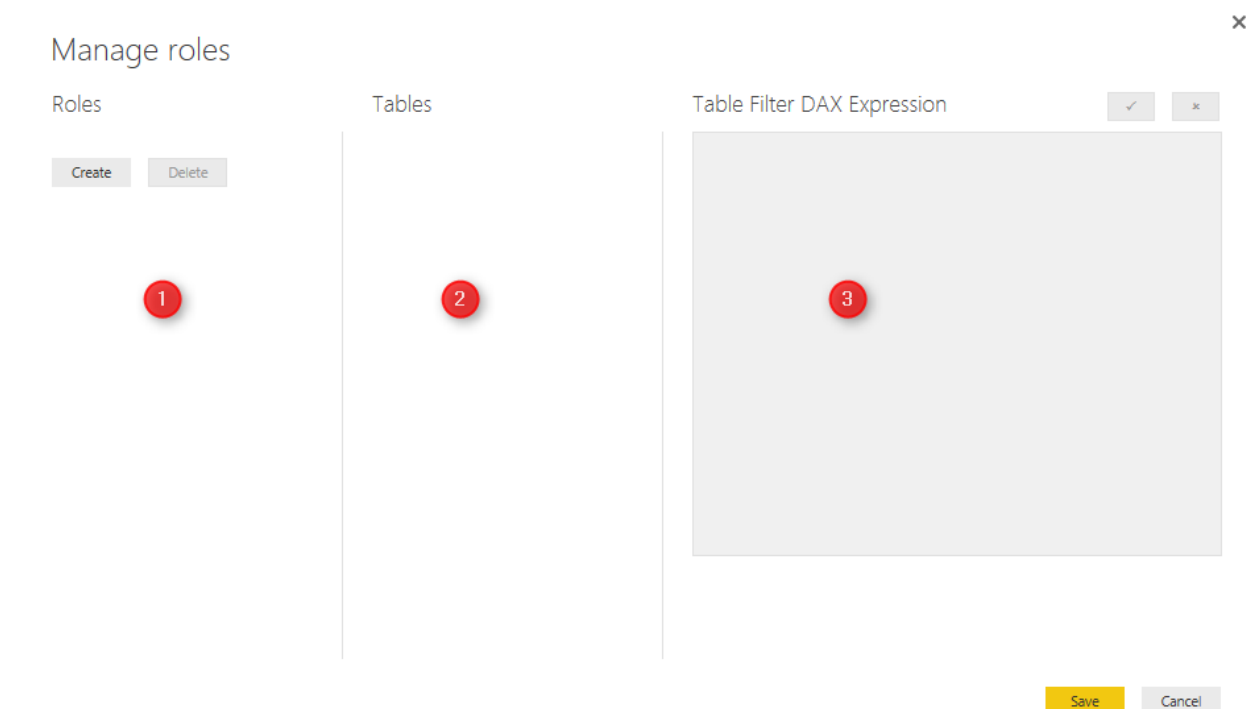 Manage roles
Roles
Tables
Table Filter DAX Expression
Create
Delete
1
2
3
Save
Cancel